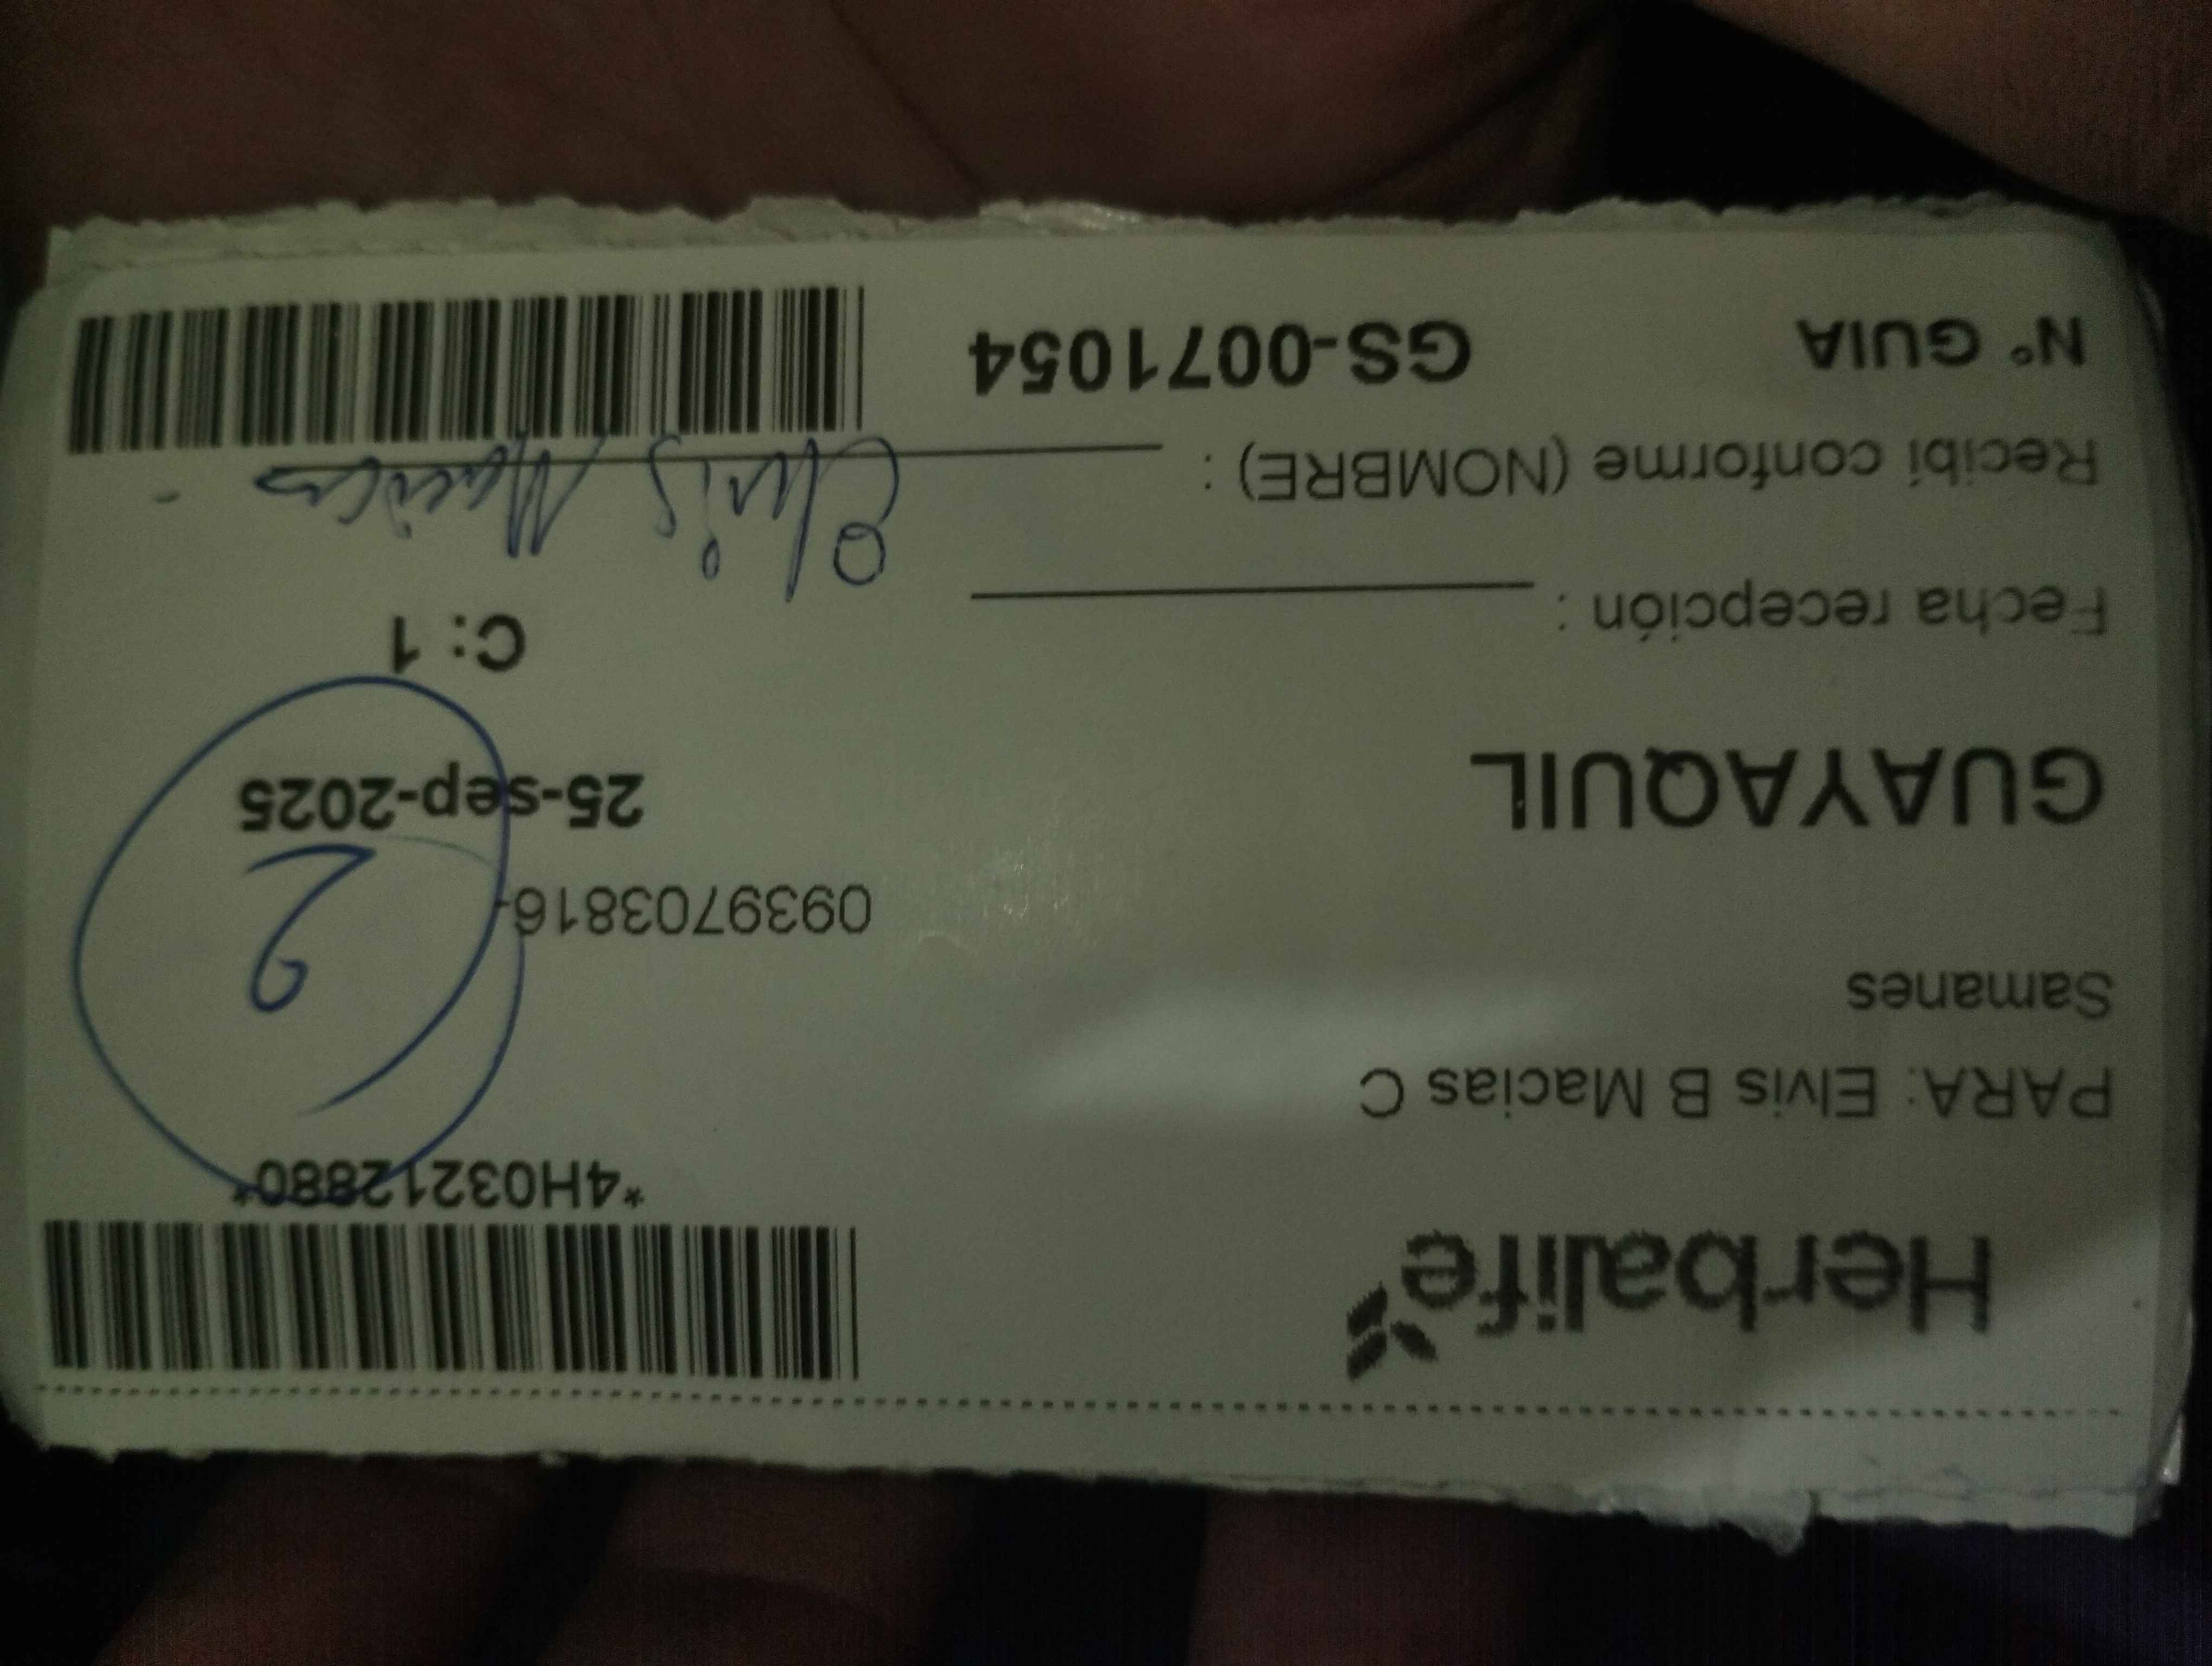 Herbalife
*4H03212880*
PARA: Elvis B Macias C
Samanes
0939703816-
2
GUAYAQUIL
25-sep-2025
C: 1
Fecha recepción :
Recibí conforme (NOMBRE) : Elvis Macias
N° GUIA GS-0071054